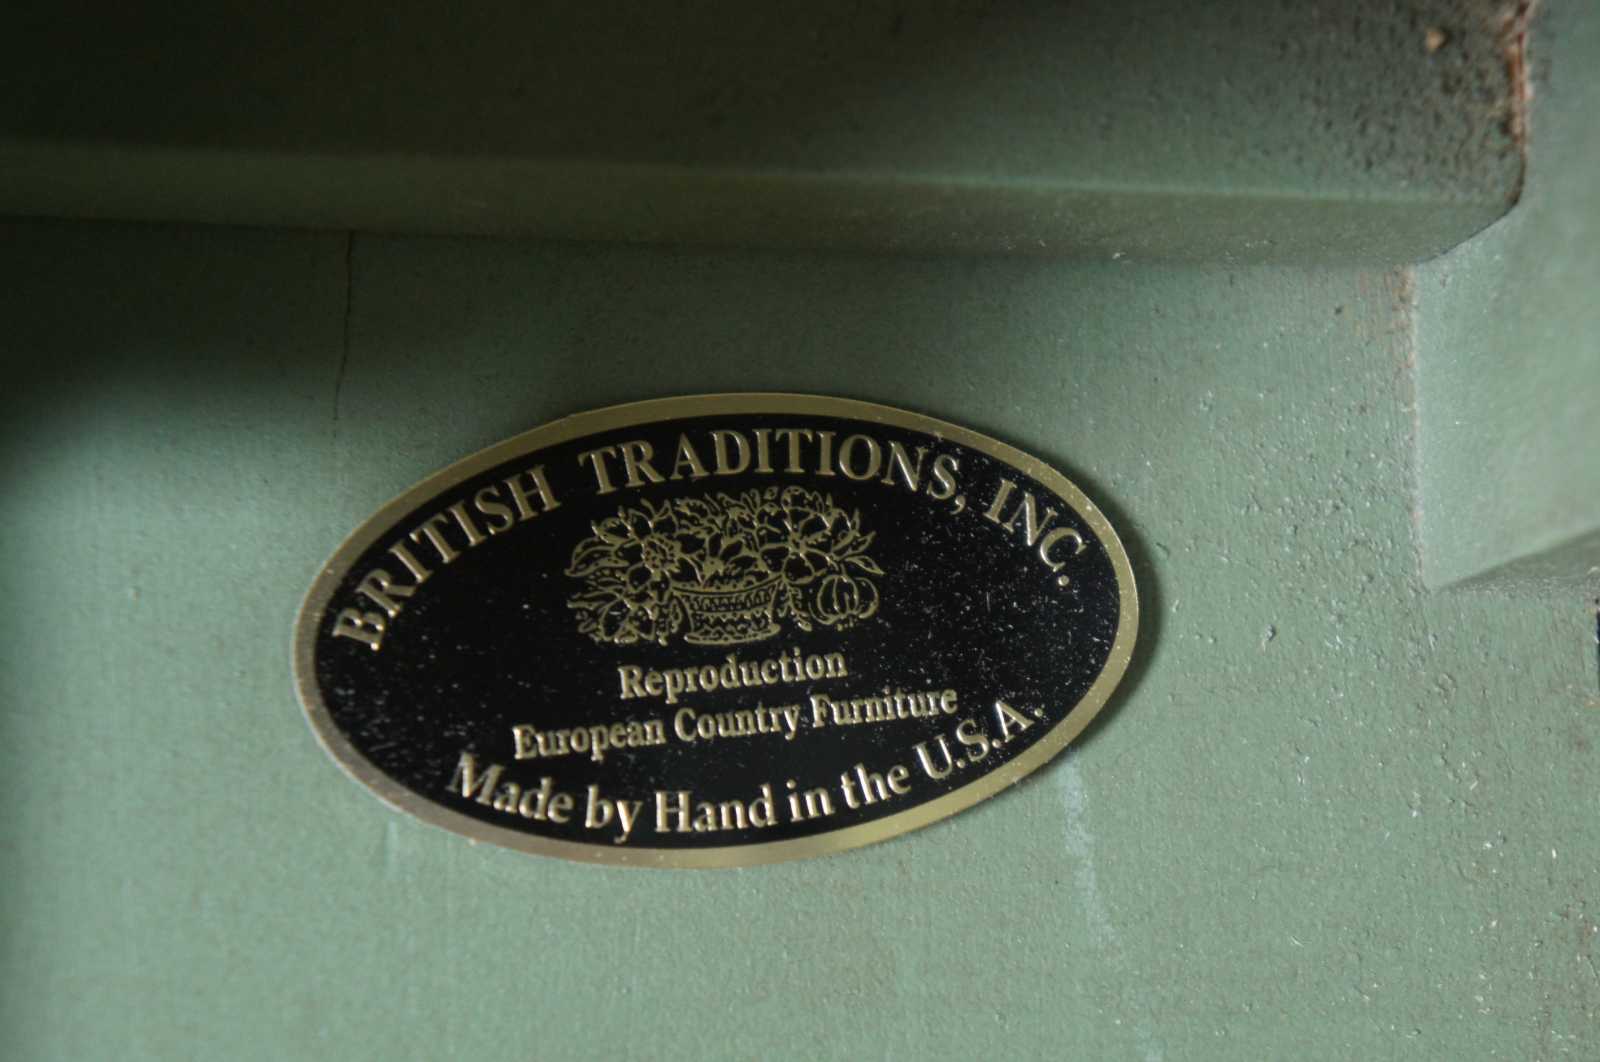 BRITISH TRADITIONS, INC.
Reproduction
European Country Furniture
Made by Hand in the U.S.A.